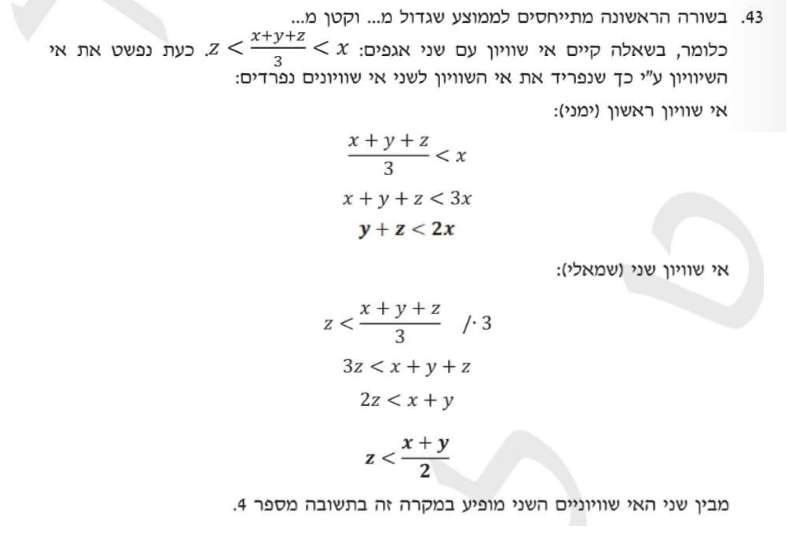 43. בשורה הראשונה מתייחסים לממוצע שגדול מ... וקטן מ...
כלומר, בשאלה קיים אי שוויון עם שני אגפים: z < \frac{x+y+z}{3} < x. כעת נפשט את אי
השיוויון ע"י כך שנפריד את אי השוויון לשני אי שוויונים נפרדים:
אי שוויון ראשון (ימני):
\frac{x + y + z}{3} < x
x + y + z < 3x
y + z < 2x
אי שוויון שני (שמאלי):
z < \frac{x + y + z}{3} /· 3
3z < x + y + z
2z < x + y
z < \frac{x + y}{2}
מבין שני האי שוויוניים השני מופיע במקרה זה בתשובה מספר 4.